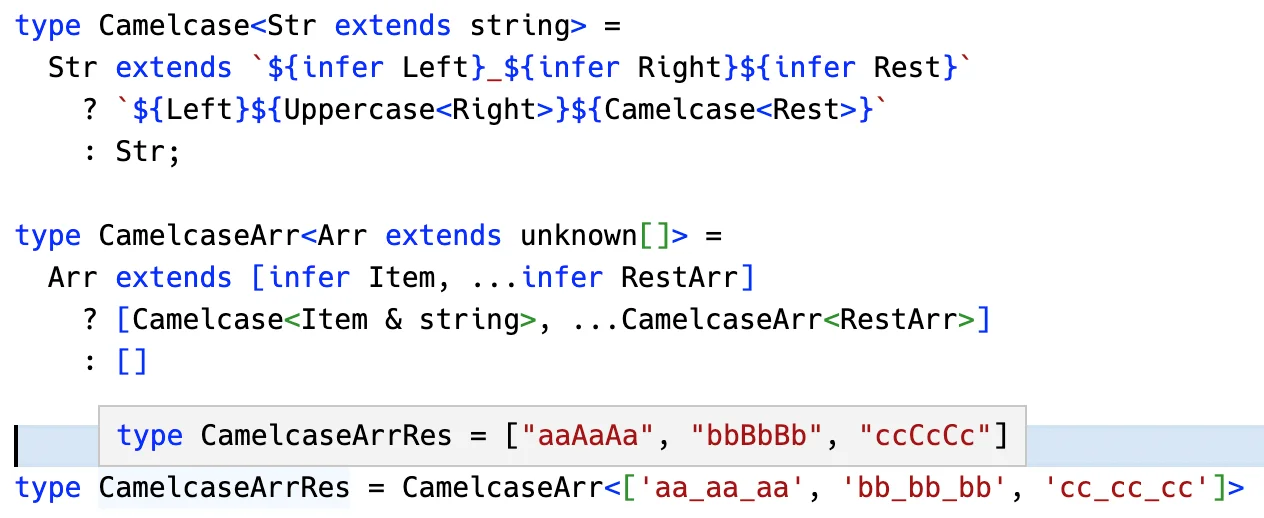 type Camelcase<Str extends string> =
  Str extends `${infer Left}_${infer Right}${infer Rest}`
    ? `${Left}${Uppercase<Right>}${Camelcase<Rest>}`
    : Str;

type CamelcaseArr<Arr extends unknown[]> =
  Arr extends [infer Item, ...infer RestArr]
    ? [Camelcase<Item & string>, ...CamelcaseArr<RestArr>]
    : []
type CamelcaseArrRes = ["aaAaAa", "bbBbBb", "ccCcCc"]
type CamelcaseArrRes = CamelcaseArr<['aa_aa_aa', 'bb_bb_bb', 'cc_cc_cc']>